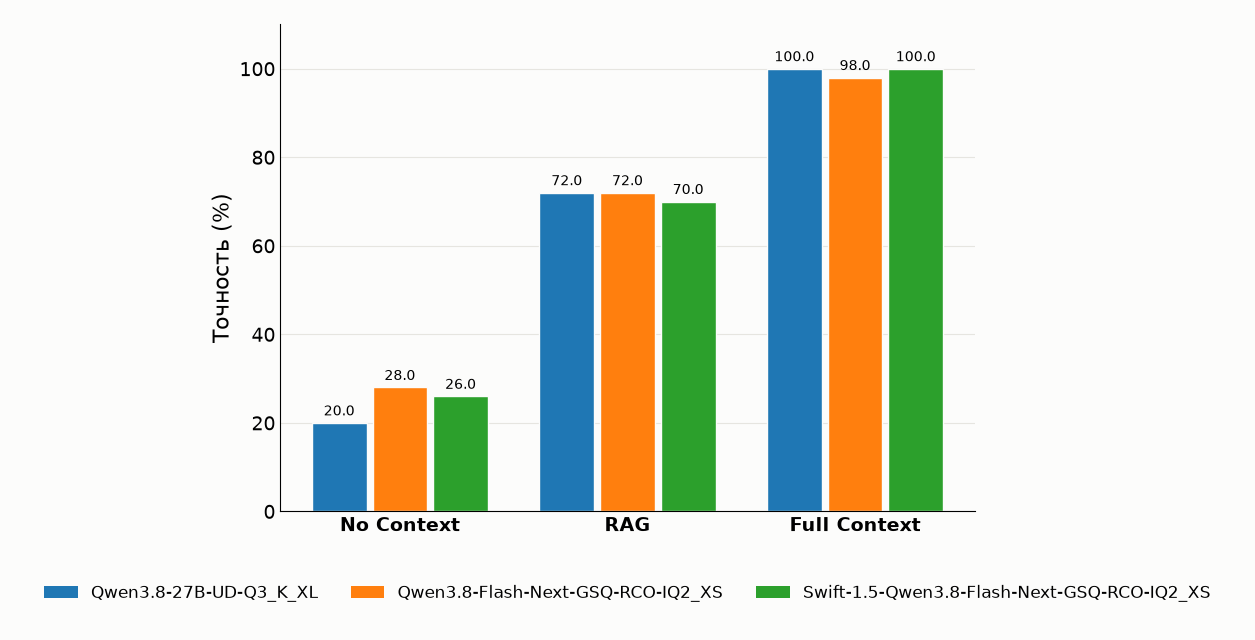 100.0
98.0
100.0
100
80
72.0
72.0
70.0
Точность (%)
60
40
28.0
26.0
20.0
20
0
No Context
RAG
Full Context
Qwen3.8-27B-UD-Q3_K_XL
Qwen3.8-Flash-Next-GSQ-RCO-IQ2_XS
Swift-1.5-Qwen3.8-Flash-Next-GSQ-RCO-IQ2_XS